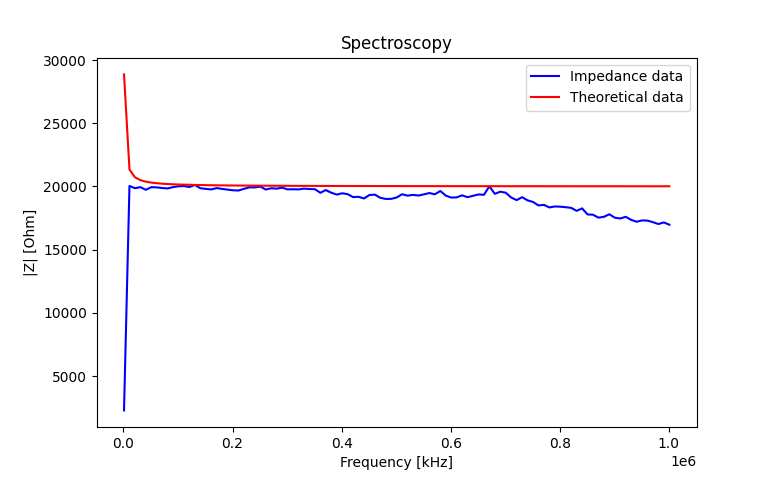 Spectroscopy
Impedance data
Theoretical data
30000
25000
20000
15000
10000
5000
|Z| [Ohm]
0.0 0.2 0.4 0.6 0.8 1.0
1e6
Frequency [kHz]